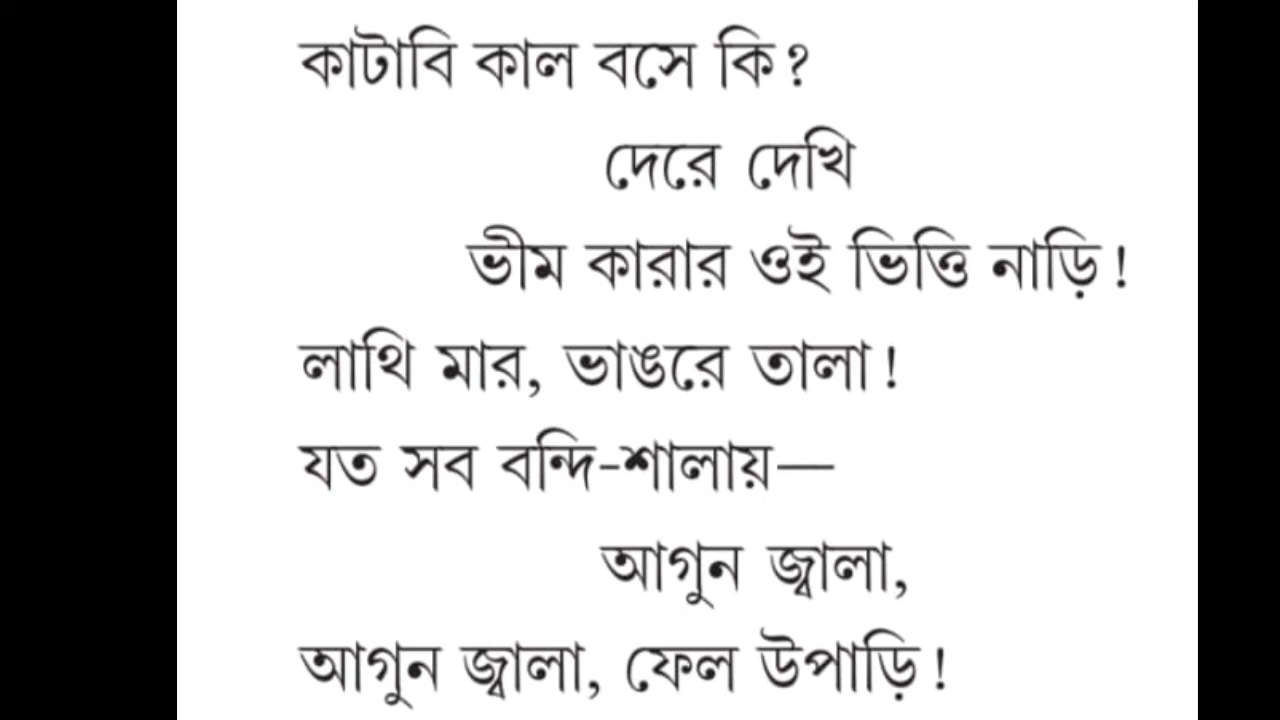 কাটাবি কাল বসে কি?
দেরে দেখি
ভীম কারার ওই ভিত্তি নাড়ি!
লাথি মার, ভাঙরে তালা!
যত সব বন্দি-শালায়—
আগুন জ্বালা,
আগুন জ্বালা, ফেল উপাড়ি!